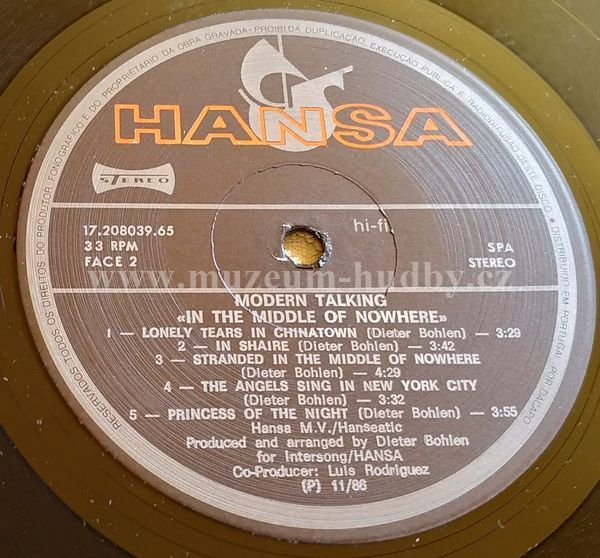 RESERVADOS TODOS OS DIREITOS DO PRODUTOR FONOGRÁFICO E DO PROPRIETÁRIO DA OBRA GRAVADA - PROIBIDA DUPLICAÇÃO, EXECUÇÃO PÚBLICA E RADIODIFUSÃO DESTE DISCO • DISTRIBUÍDO EM PORTUGAL POR DACAPO
HANSA
STEREO
17.208039.65
33 RPM
FACE 2
hi-fi
SPA
STEREO
www.muzeum-hudby.cz
MODERN TALKING
«IN THE MIDDLE OF NOWHERE»
1 — LONELY TEARS IN CHINATOWN (Dieter Bohlen) — 3:29
2 — IN SHAIRE (Dieter Bohlen) — 3:42
3 — STRANDED IN THE MIDDLE OF NOWHERE
(Dieter Bohlen) — 4:29
4 — THE ANGELS SING IN NEW YORK CITY
(Dieter Bohlen) — 3:32
5 — PRINCESS OF THE NIGHT (Dieter Bohlen) — 3:55
Hansa M.V./Hanseatic
Produced and arranged by Dieter Bohlen
for Intersong/HANSA
Co-Producer: Luis Rodriguez
(P) 11/86